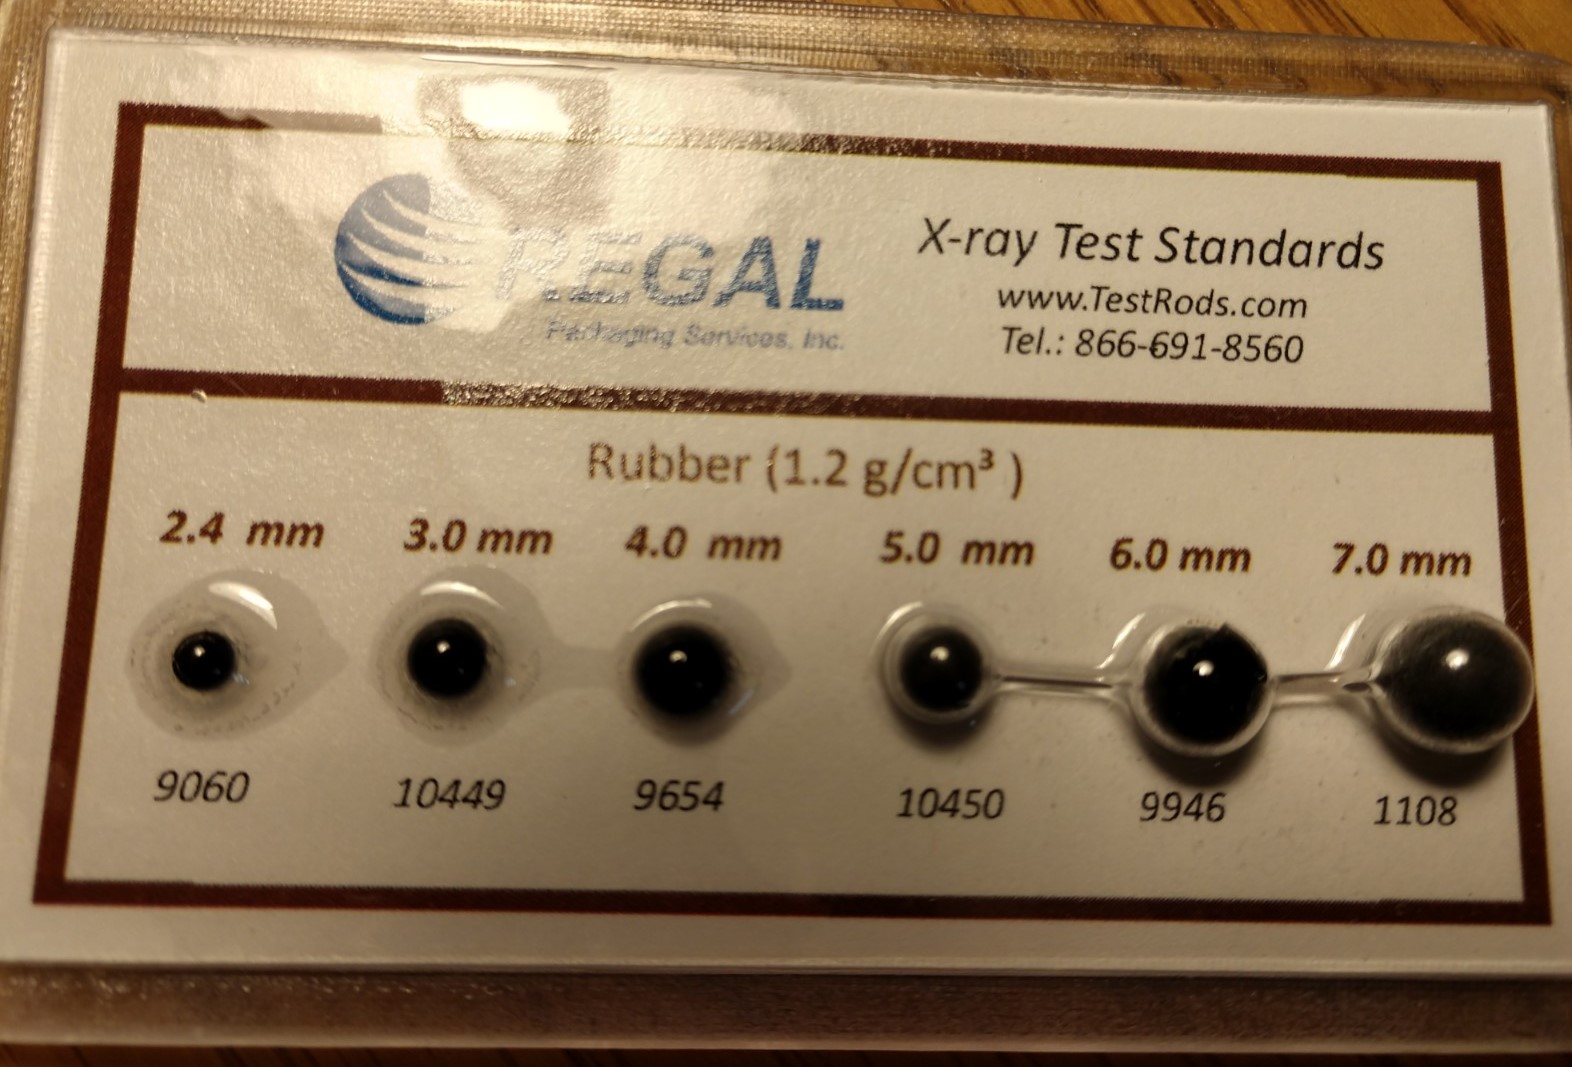 REGAL
Packaging Services, Inc.
X-ray Test Standards
www.TestRods.com
Tel.: 866-691-8560
Rubber (1.2 g/cm³ )
2.4 mm 3.0 mm 4.0 mm 5.0 mm 6.0 mm 7.0 mm
9060 10449 9654 10450 9946 1108